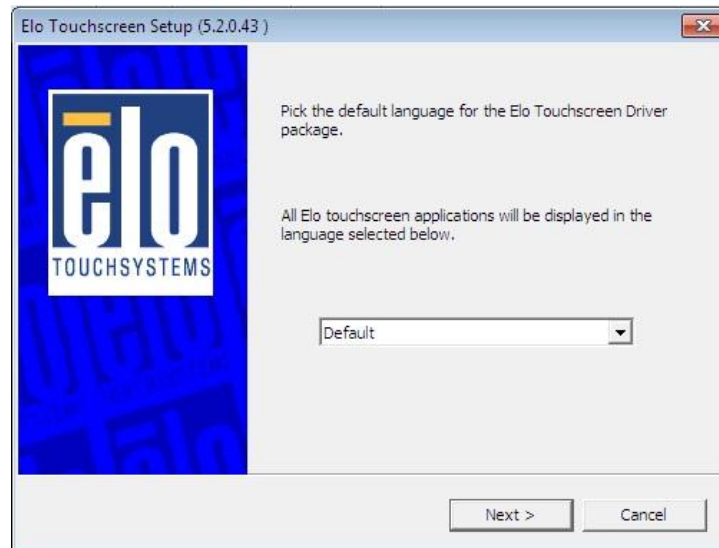 Elo Touchscreen Setup (5.2.0.43 )
ēlo
TOUCHSYSTEMS
Pick the default language for the Elo Touchscreen Driver
package.
All Elo touchscreen applications will be displayed in the
language selected below.
Default
Next >
Cancel